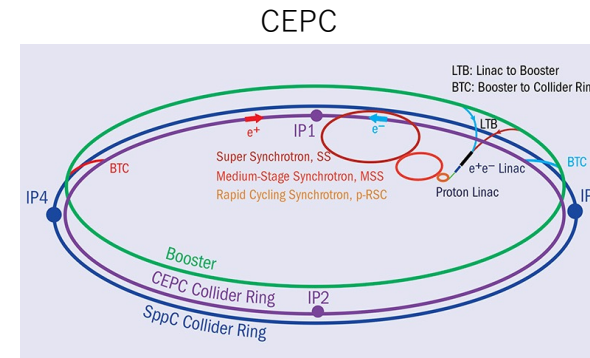 CEPC
LTB: Linac to Booster
BTC: Booster to Collider
LTB
e+
IP1
e−
Super Synchrotron, SS
e+e− Linac
BTC
BTC
Medium-Stage Synchrotron, MSS
Rapid Cycling Synchrotron, p-RSC
Proton Linac
IP4
Booster
CEPC Collider Ring
IP2
SppC Collider Ring